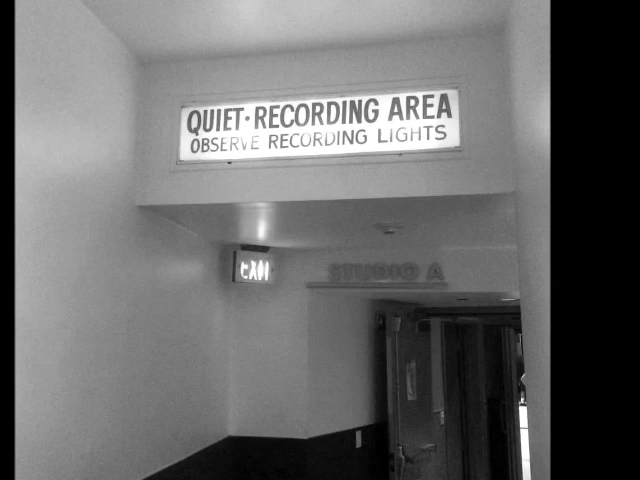 QUIET · RECORDING AREA
OBSERVE RECORDING LIGHTS
EXIT
STUDIO A